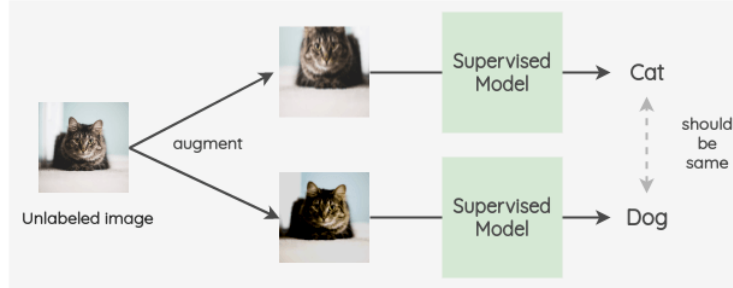 Supervised
Model
Cat
augment
should
be
same
Unlabeled image
Supervised
Model
Dog